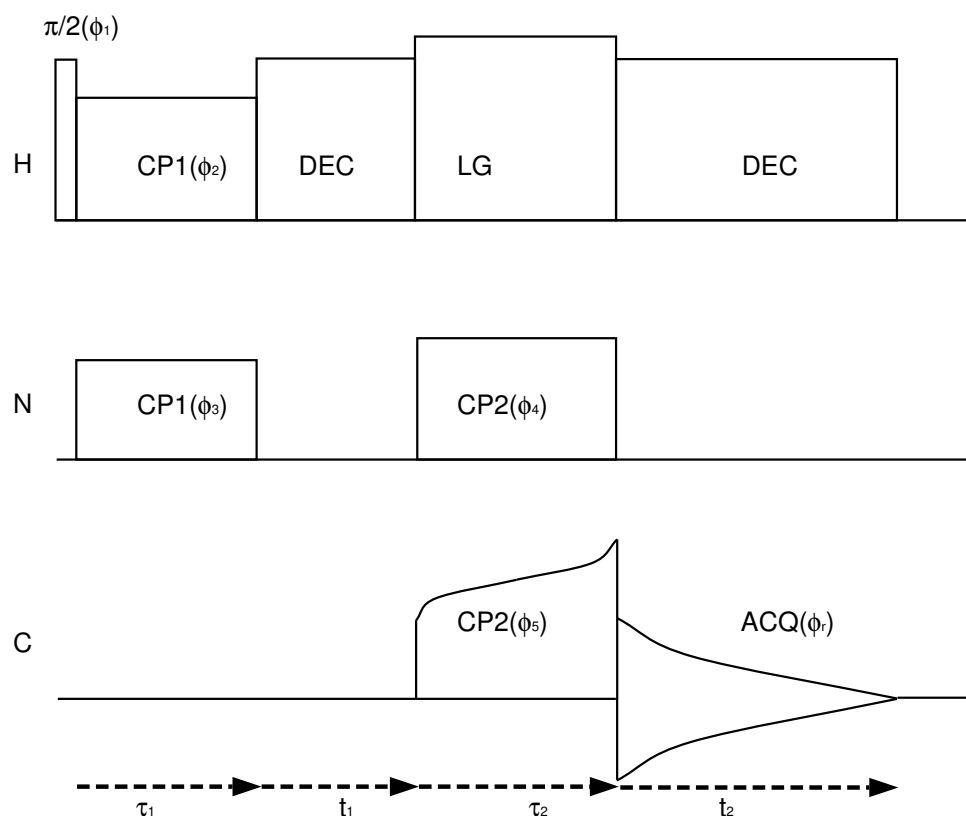 π/2(ϕ₁)
H CP1(ϕ₂) DEC LG DEC
N CP1(ϕ₃) CP2(ϕ₄)
C CP2(ϕ₅) ACQ(ϕᵣ)
τ₁ t₁ τ₂ t₂